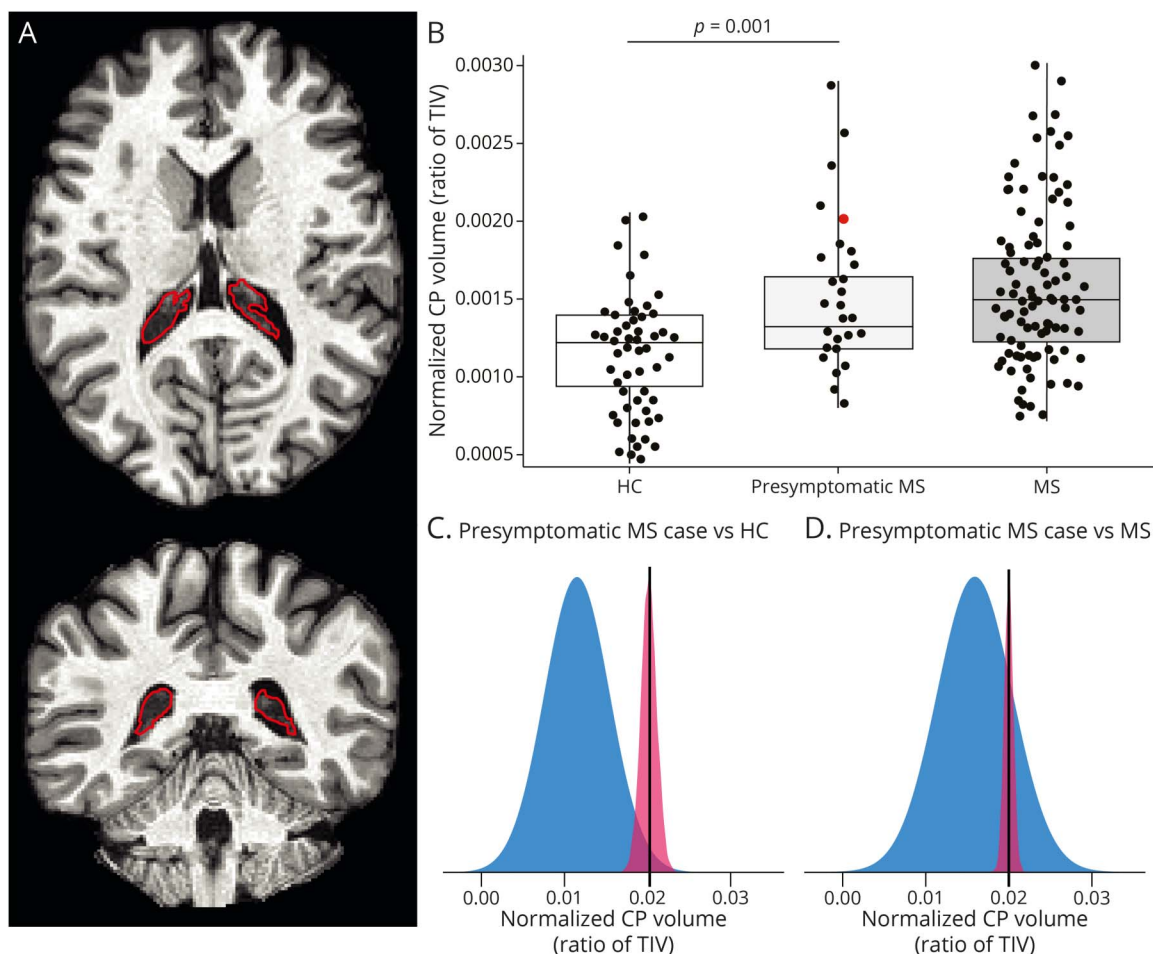 A
B
p = 0.001
Normalized CP volume (ratio of TIV)
0.0030
0.0025
0.0020
0.0015
0.0010
0.0005
HC
Presymptomatic MS
MS
C. Presymptomatic MS case vs HC
0.00
0.01
0.02
0.03
Normalized CP volume
(ratio of TIV)
D. Presymptomatic MS case vs MS
0.00
0.01
0.02
0.03
Normalized CP volume
(ratio of TIV)